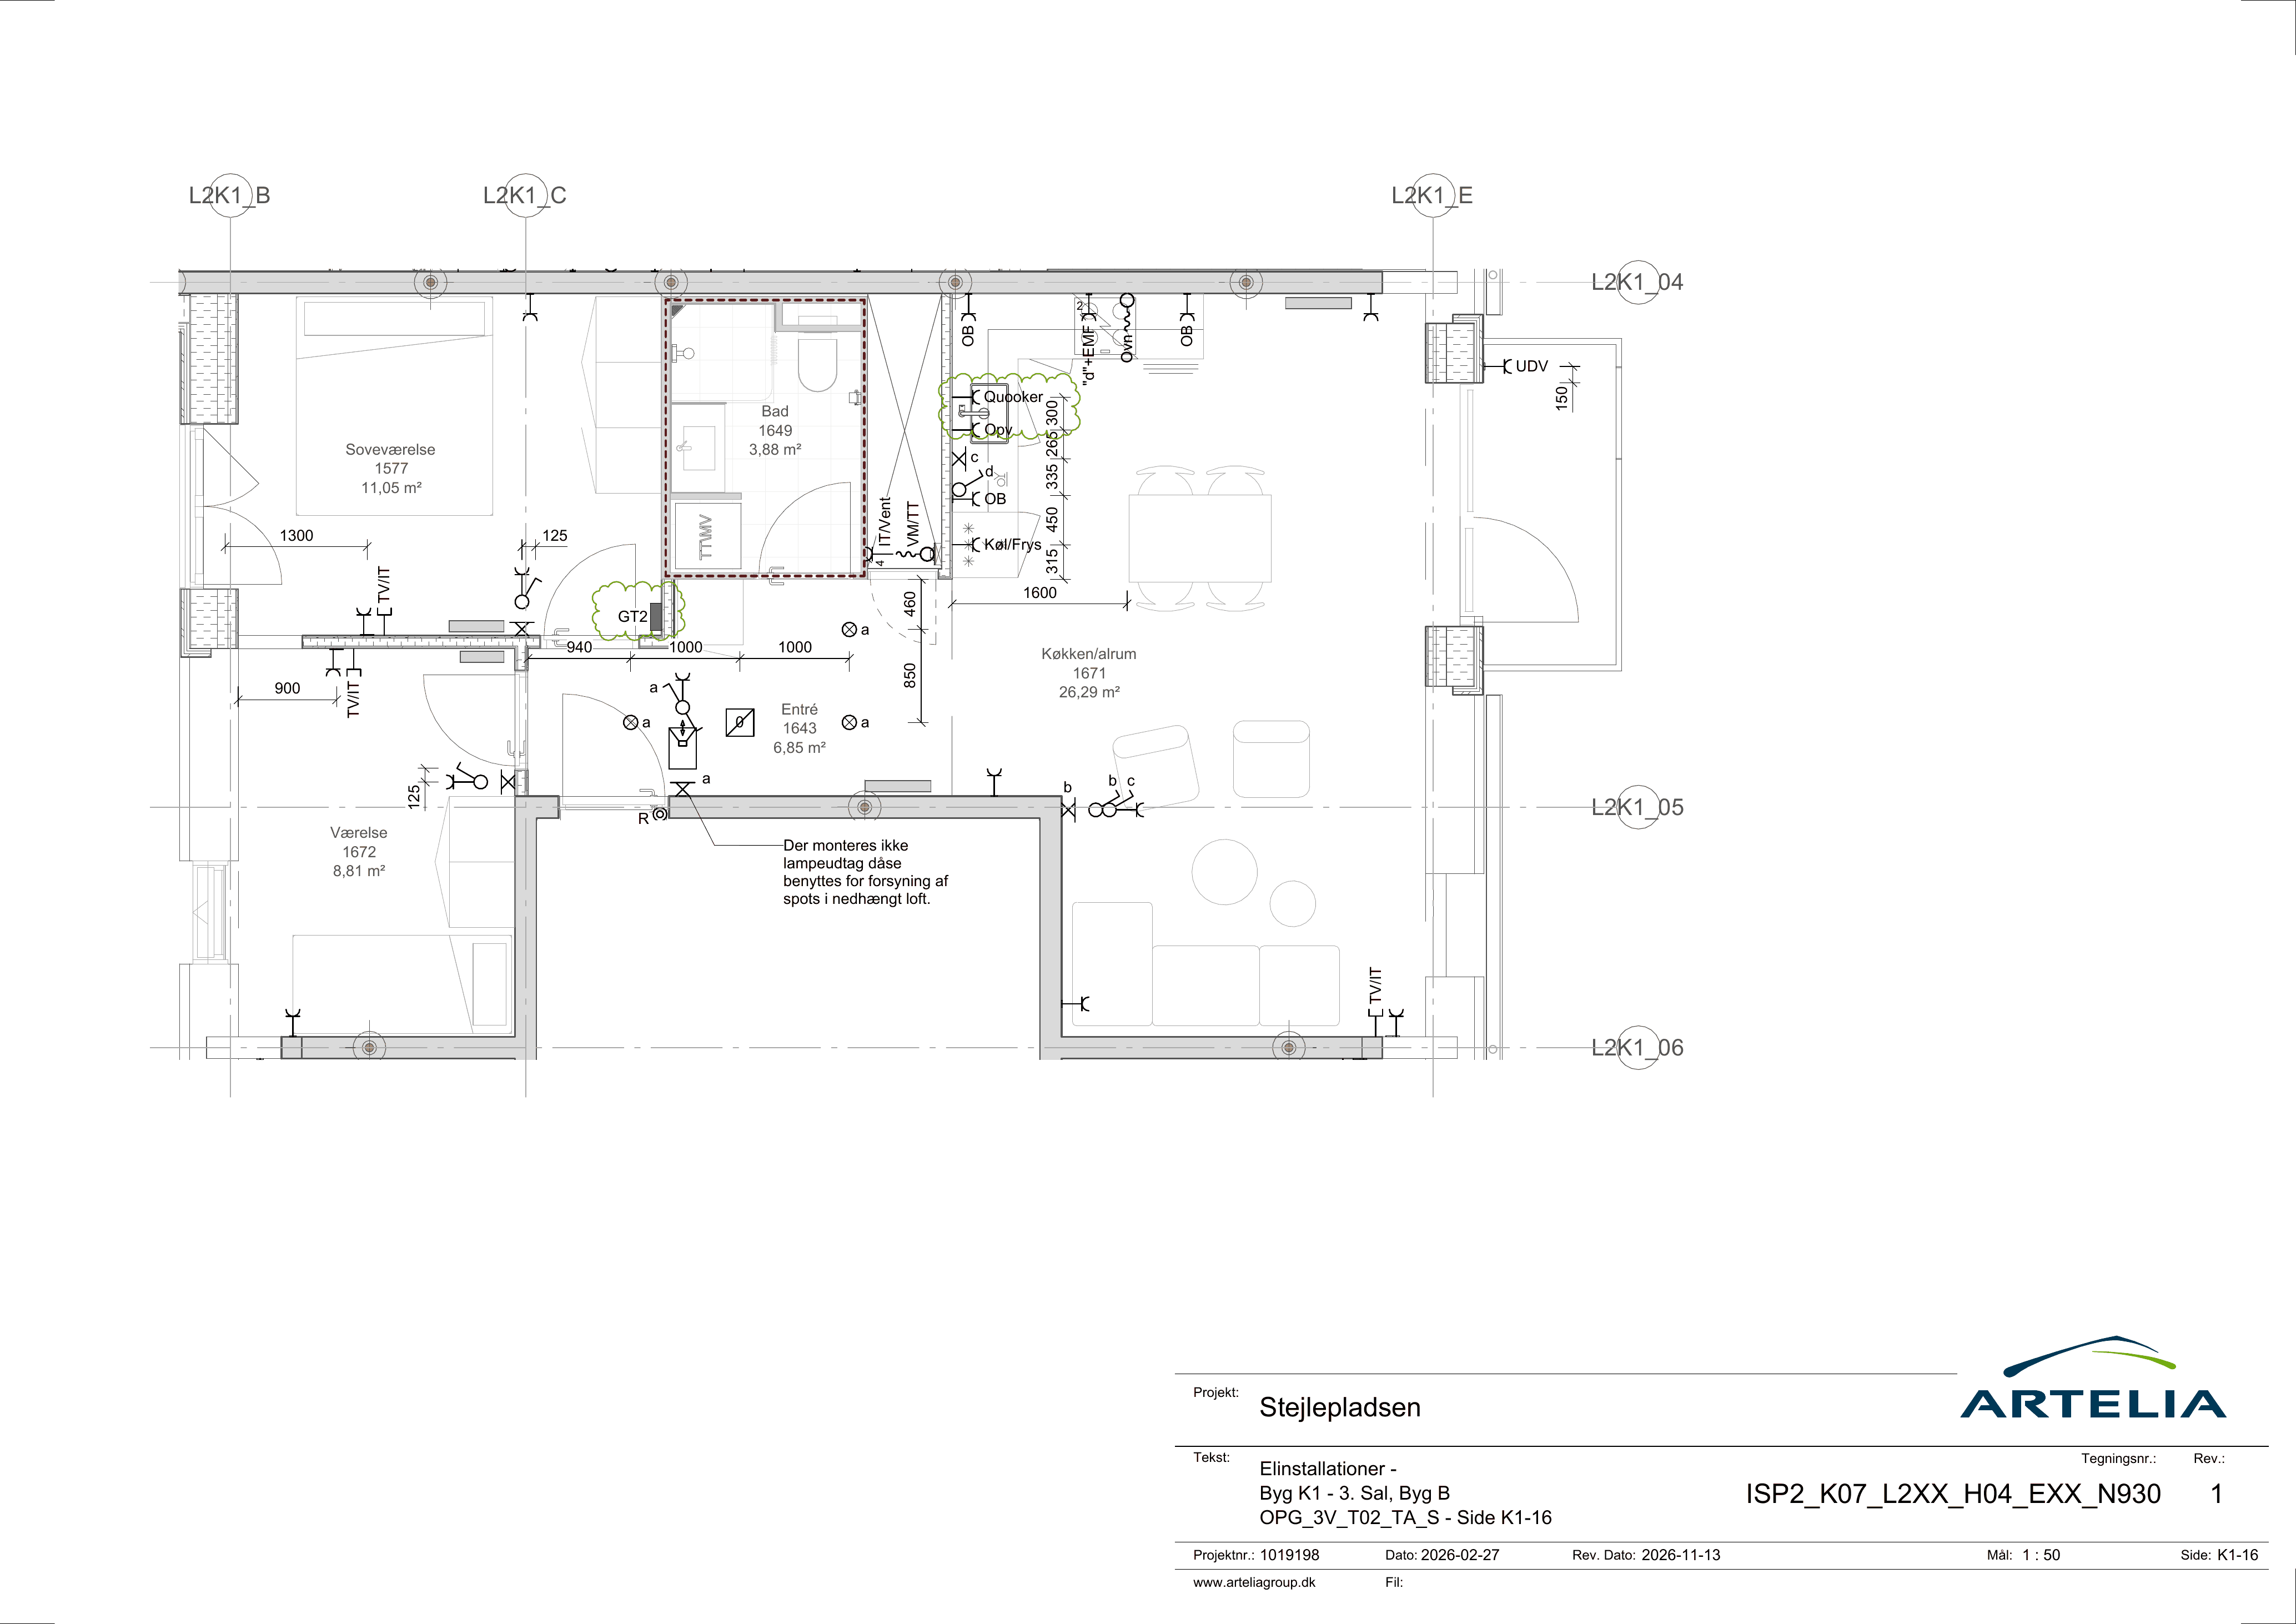 L2K1_B
L2K1_C
L2K1_E
L2K1_04
OB
2
"d"+EMF
Ovn
OB
UDV
150
Quooker
300
Opv
265
c
d
335
OB
450
Køl/Frys
315
1600
Bad
1649
3,88 m²
TT\VM
IT/Vent
VM/TT
4
Soveværelse
1577
11,05 m²
1300
125
TV/IT
GT2
460
a
940
1000
1000
850
Køkken/alrum
1671
26,29 m²
900
TV/IT
a
a
0
Entré
1643
6,85 m²
a
a
125
R
b
b
c
L2K1_05
Værelse
1672
8,81 m²
Der monteres ikke
lampeudtag dåse
benyttes for forsyning af
spots i nedhængt loft.
TV/IT
L2K1_06
ARTELIA
Projekt:
Stejlepladsen
Tekst:
Elinstallationer -
Byg K1 - 3. Sal, Byg B
OPG_3V_T02_TA_S - Side K1-16
Tegningsnr.:
Rev.:
ISP2_K07_L2XX_H04_EXX_N930
1
Projektnr.: 1019198
Dato: 2026-02-27
Rev. Dato: 2026-11-13
Mål: 1 : 50
Side: K1-16
www.arteliagroup.dk
Fil: